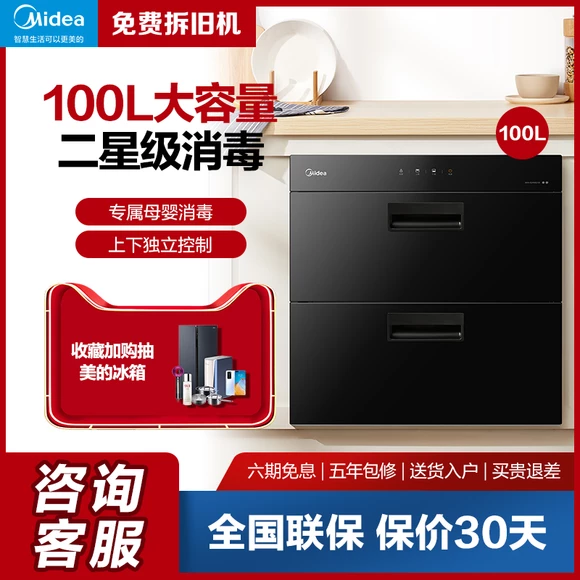 Midea
智慧生活可以更美的
免费拆旧机
100L大容量
二星级消毒
专属母婴消毒
上下独立控制
100L
Midea
收藏加购抽
美的冰箱
咨询
客服
六期免息 | 五年包修 | 送货入户 | 买贵退差
全国联保 保价30天